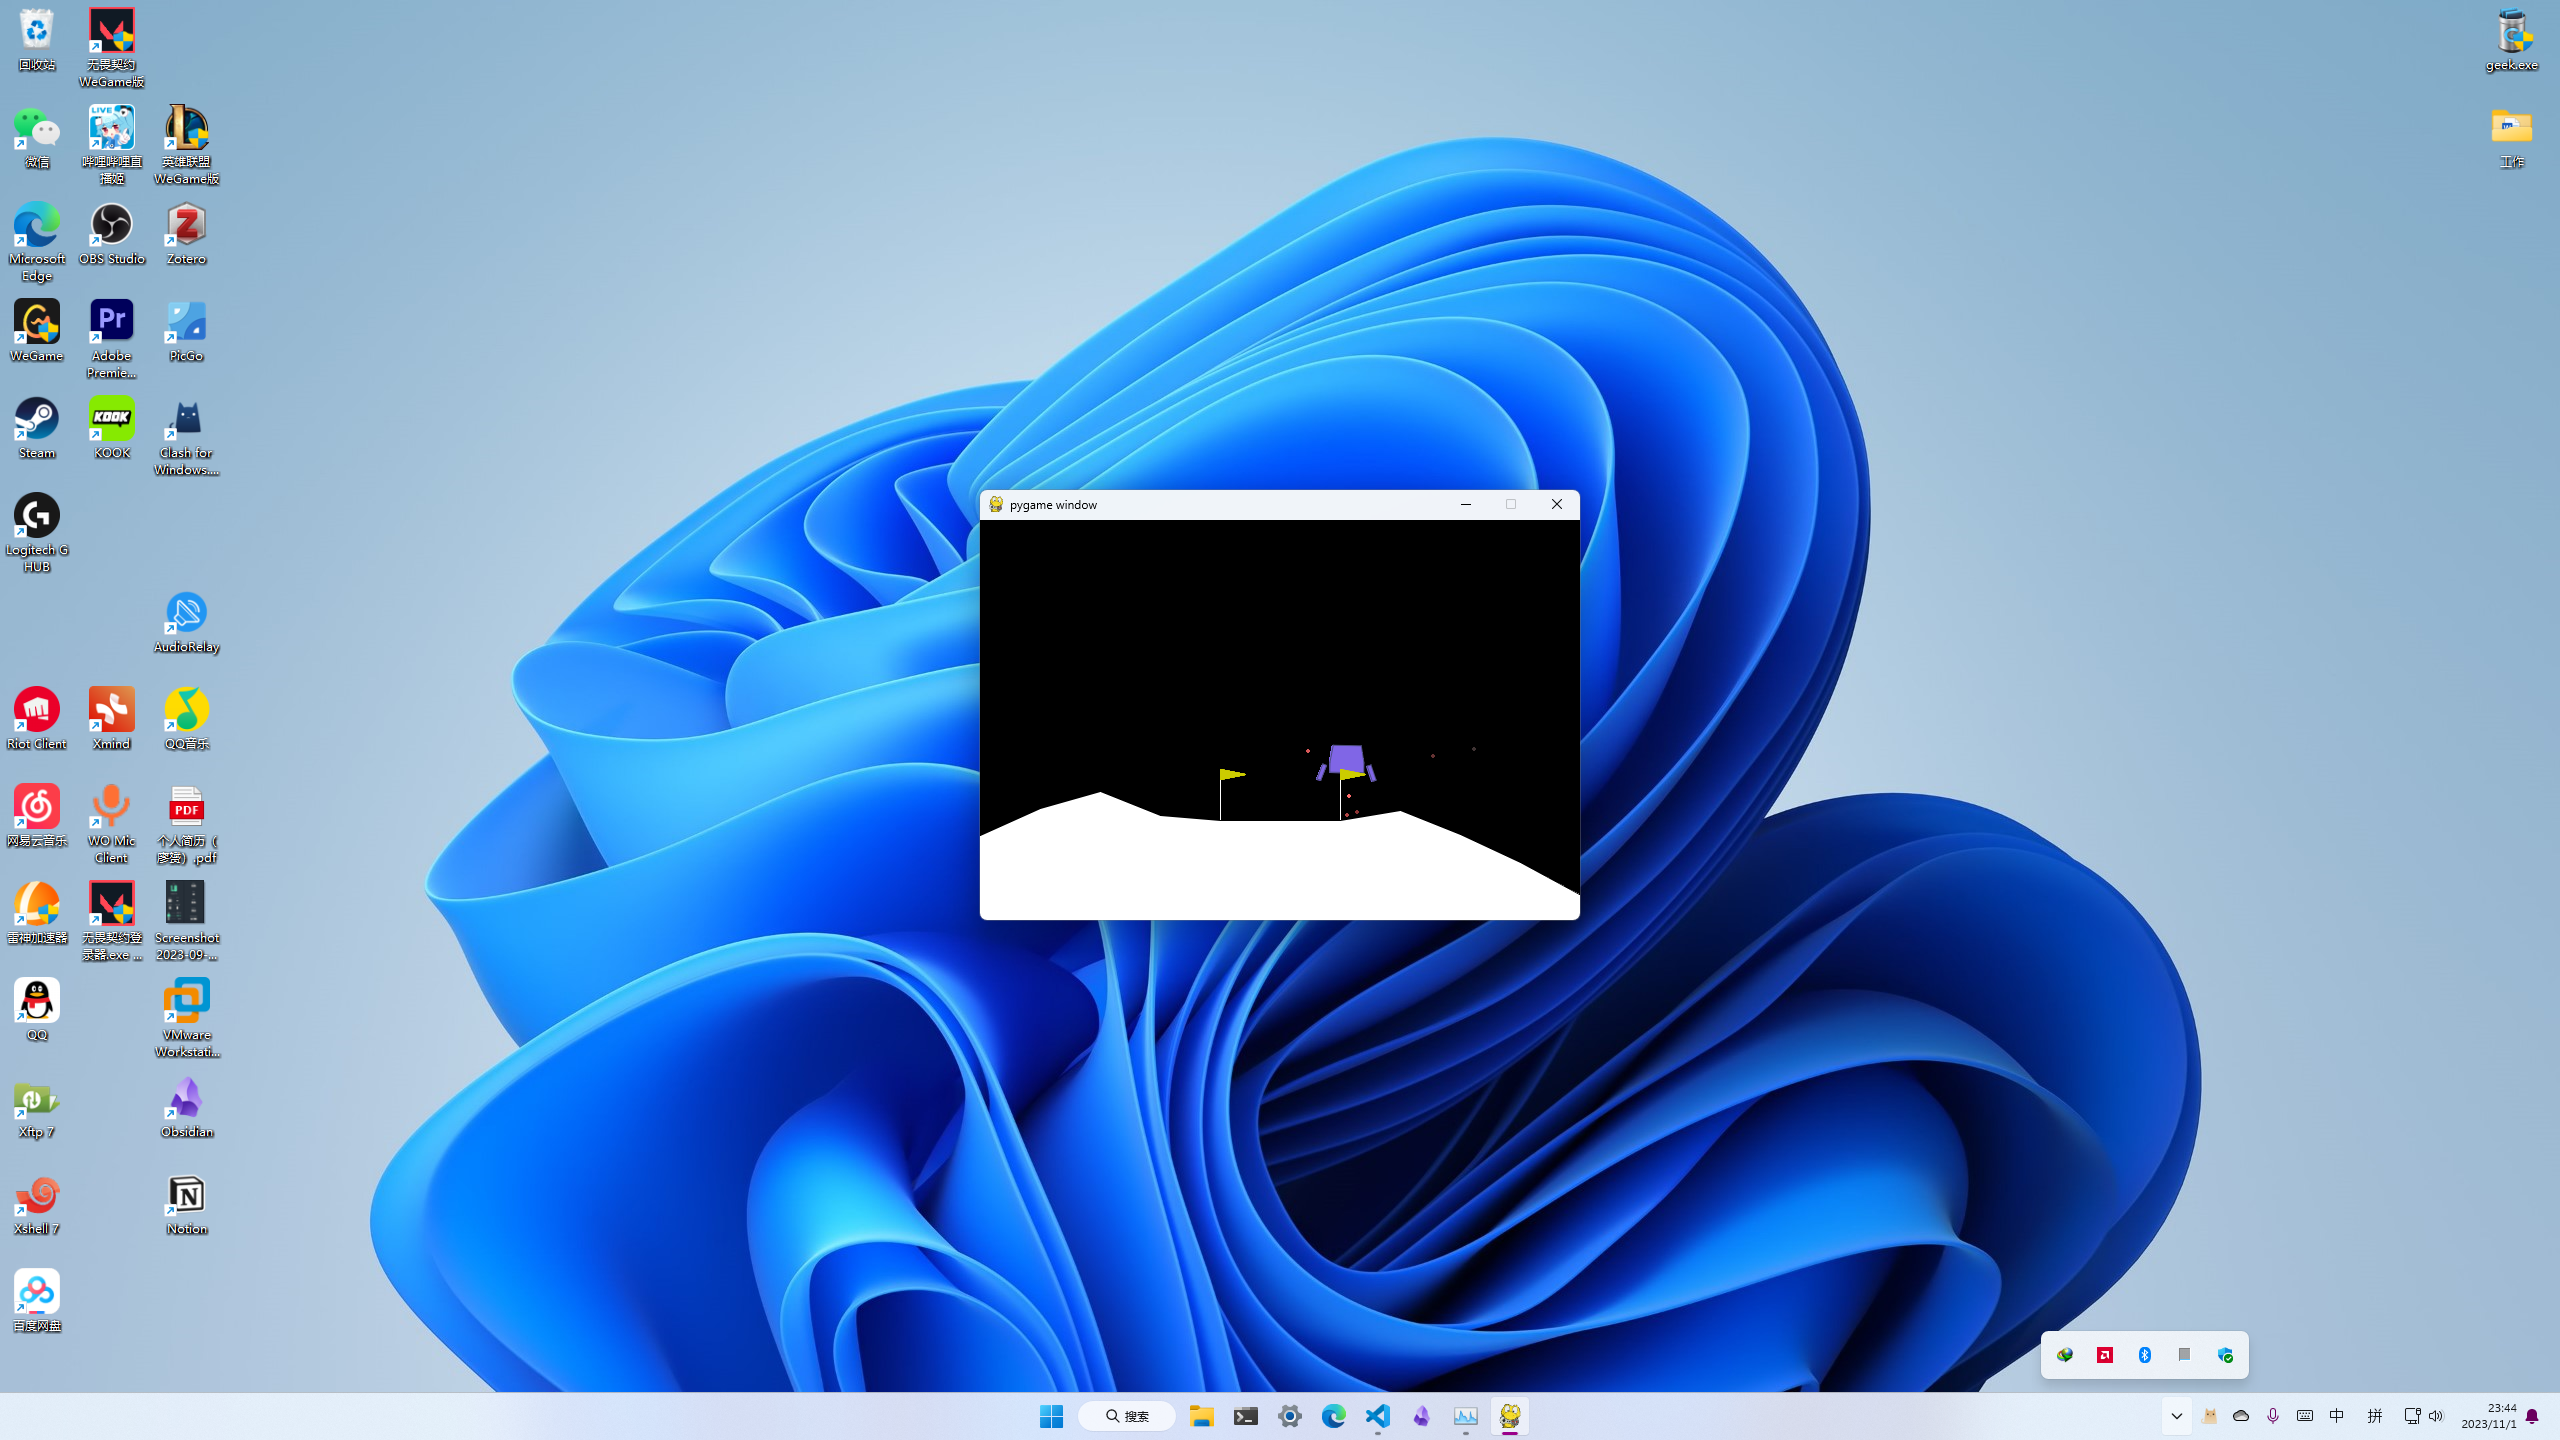 回收站
无畏契约
WeGame版
geek.exe
微信
哔哩哔哩直
播姬
英雄联盟
WeGame版
工作
Microsoft
Edge
OBS Studio
Zotero
WeGame
Adobe
Premie...
PicGo
Steam
KOOK
KOOK
Clash for
Windows....
Logitech G
HUB
pygame window
AudioRelay
Riot Client
Xmind
QQ音乐
网易云音乐
WO Mic
Client
PDF
个人简历（
廖赟）.pdf
雷神加速器
无畏契约登
录器.exe ...
Screenshot
2023-09-...
QQ
VMware
Workstati...
Xftp 7
Obsidian
Xshell 7
Notion
百度网盘
搜索
中
拼
23:44
2023/11/1